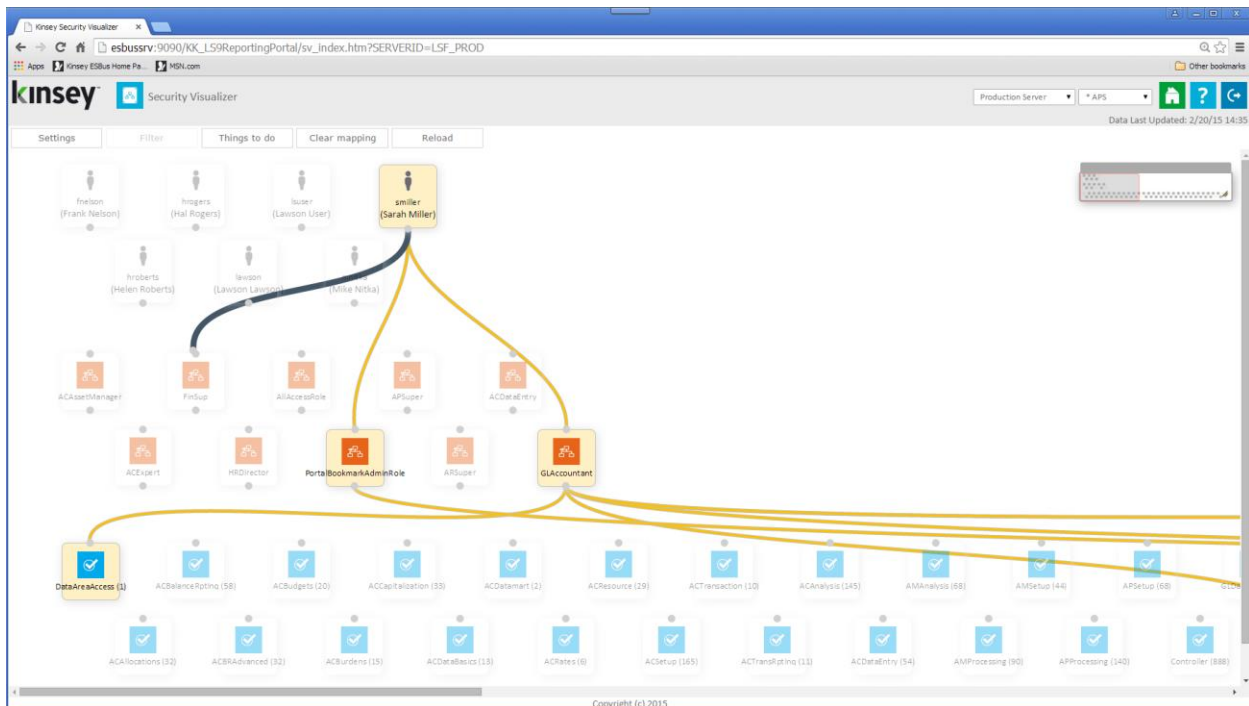 Kinsey Security Visualizer
esbussrv:9090/KK_LS9ReportingPortal/sv_index.htm?SERVERID=LSF_PROD
Apps Kinsey ESBus Home Pa... MSN.com Other bookmarks
kinsey Security Visualizer Production Server * APS ?
Data Last Updated: 2/20/15 14:35
Settings Filter Things to do Clear mapping Reload
fnelson hrogers lsuser smiller
(Frank Nelson) (Hal Rogers) (Lawson User) (Sarah Miller)
hroberts lawson
(Helen Roberts) (Lawson Lawson) (Mike Nitka)
ACAssetManager FinSup AllAccessRole APSuper ACDataEntry
ACExpert HRDirector PortalBookmarkAdminRole ARSuper GLAccountant
DataAreaAccess (1) ACBalanceRpting (58) ACBudgets (20) ACCapitalization (33) ACDatamart (2) ACResource (29) ACTransaction (10) ACAnalysis (145) AMAnalysis (68) AMSetup (44) APSetup (68)
ACAllocations (32) ACBRAdvanced (32) ACBurdens (15) ACDataBasics (13) ACRates (6) ACSetup (165) ACTransRpting (11) ACDataEntry (54) AMProcessing (90) APProcessing (140) Controller (888)
Copyright (c) 2015